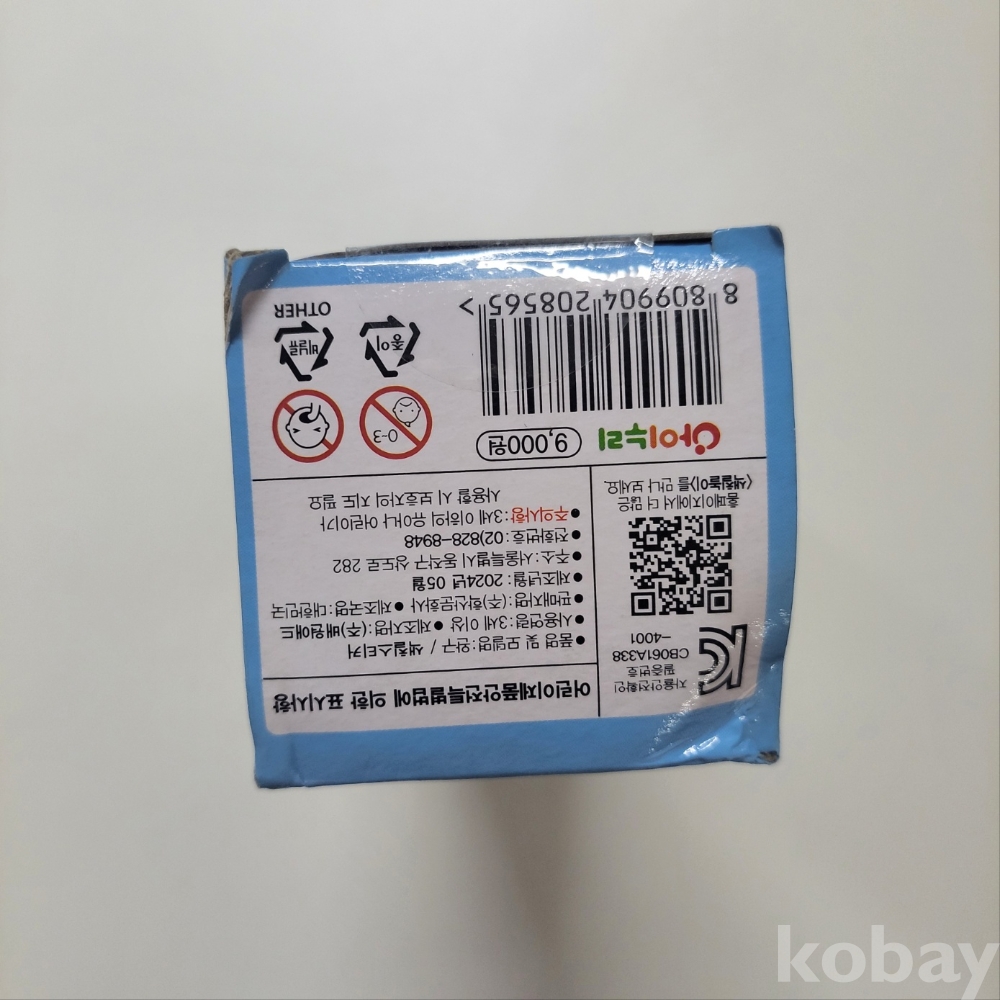 어린이제품안전특별법에 의한 표시사항
● 품명 및 모델명:완구 / 색칠스티커
● 사용연령:3세 이상 ● 제조자명:(주)배원애드
● 판매자명:(주)학산문화사 ● 제조국명:대한민국
● 제조년월:2024년 05월
● 주소:서울특별시 동작구 상도로 282
● 전화번호:(02)828-8948
● 주의사항:3세 이하의 유아나 어린이가
사용할 시 보호자의 지도 필요
자율안전확인
필증번호
CB061A338
-4001
홈페이지에서 더 많은
<색칠놀이>를 만나 보세요.
아이누리
9,000원
0-3
8 809904 208565 >
종이
비닐류
OTHER
kobay